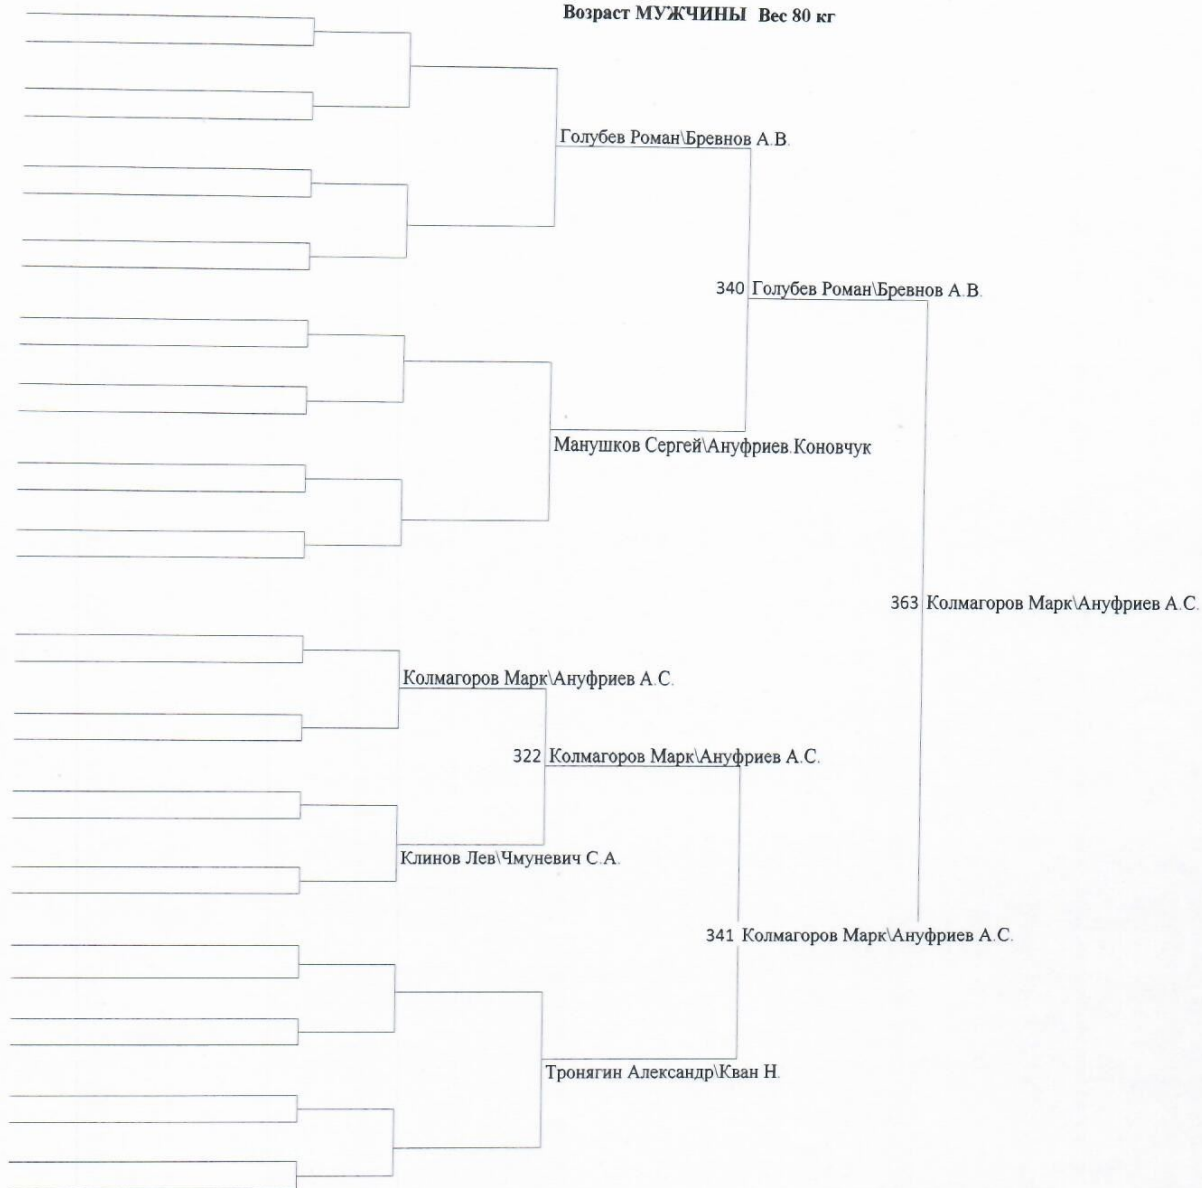 Возраст МУЖЧИНЫ Вес 80 кг
Голубев Роман\Бревнов А.В.
340 Голубев Роман\Бревнов А.В.
Манушков Сергей\Ануфриев.Коновчук
363 Колмагоров Марк\Ануфриев А.С.
Колмагоров Марк\Ануфриев А.С.
322 Колмагоров Марк\Ануфриев А.С.
Клинов Лев\Чмуневич С.А.
341 Колмагоров Марк\Ануфриев А.С.
Тронягин Александр\Кван Н.